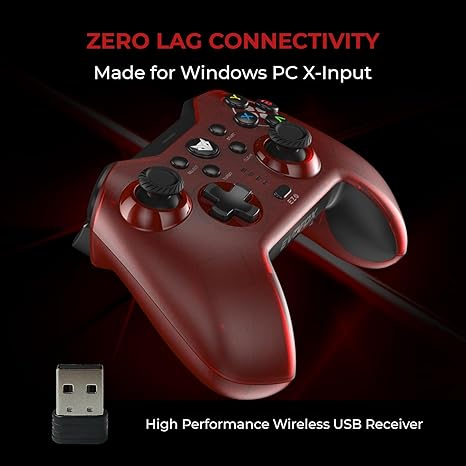 ZERO LAG CONNECTIVITY
Made for Windows PC X-Input
Y
X
High Performance Wireless USB Receiver